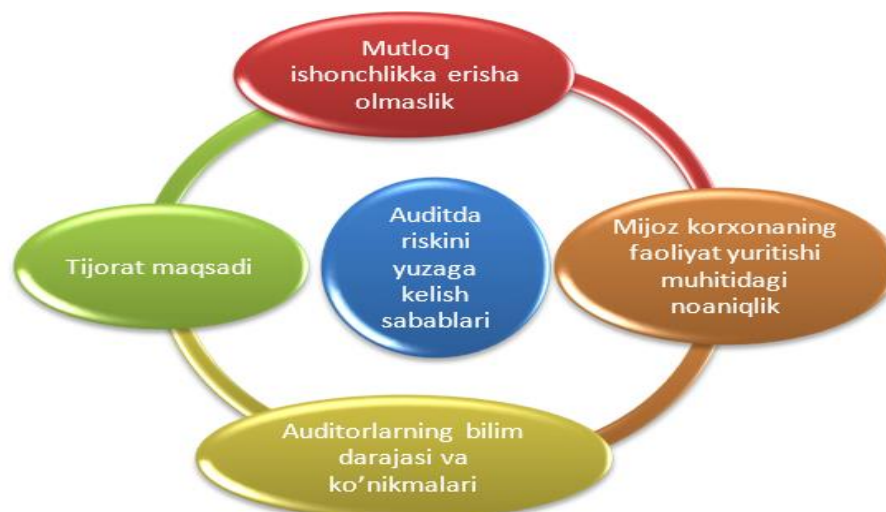 Mutloq
ishonchlikka erisha
olmaslik
Tijorat maqsadi
Auditda
riskini
yuzaga
kelish
sabablari
Mijoz korxonaning
faoliyat yuritishi
muhitidagi
noaniqlik
Auditorlarning bilim
darajasi va
ko’nikmalari